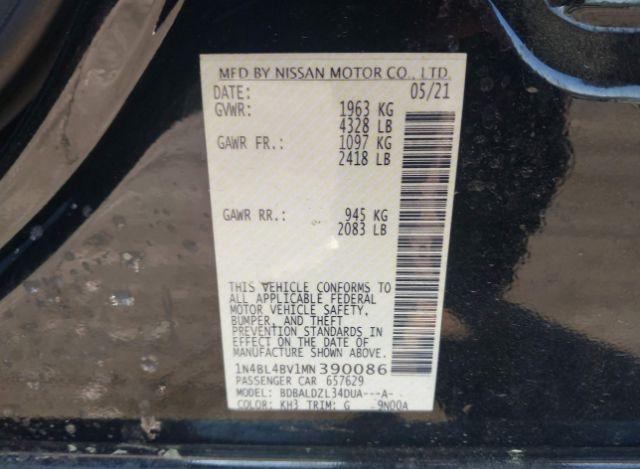 MFD BY NISSAN MOTOR CO., LTD.
DATE: 05/21
GVWR: 1963 KG
4328 LB
GAWR FR.: 1097 KG
2418 LB
GAWR RR.: 945 KG
2083 LB
THIS VEHICLE CONFORMS TO
ALL APPLICABLE FEDERAL
MOTOR VEHICLE SAFETY,
BUMPER, AND THEFT
PREVENTION STANDARDS IN
EFFECT ON THE DATE OF
MANUFACTURE SHOWN ABOVE.
1N4BL4BV1MN390086
PASSENGER CAR 657629
MODEL: BDBALDZL34DUA---A-
COLOR: KH3 TRIM: G 9N00A